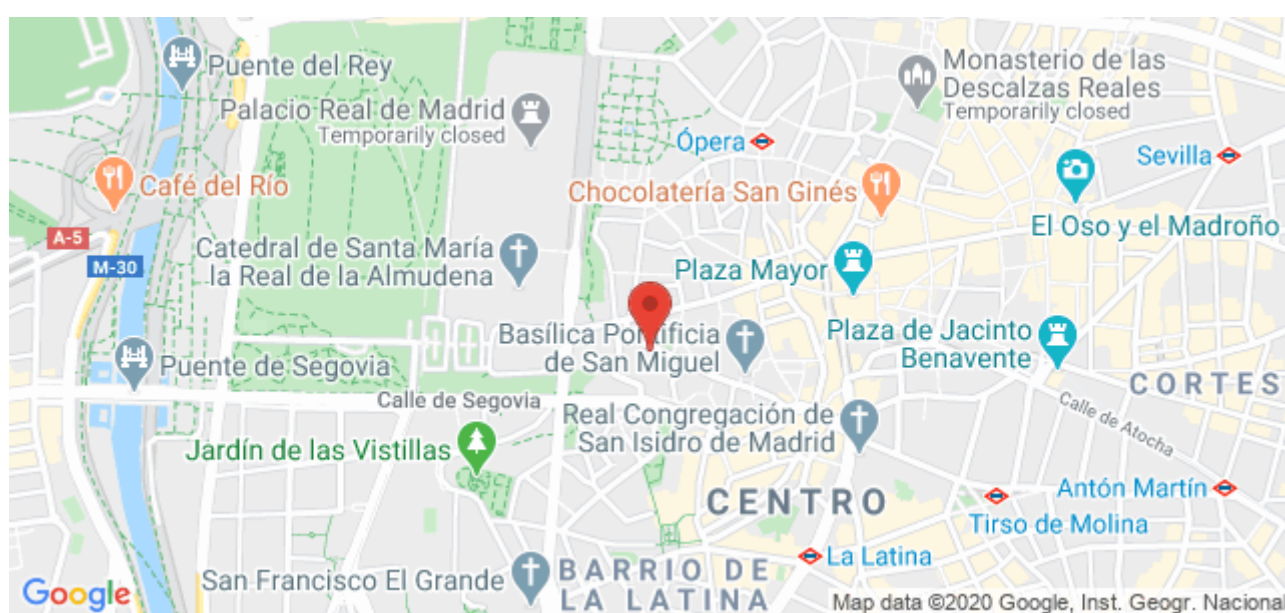 Puente del Rey
Monasterio de las
Descalzas Reales
Temporarily closed
Palacio Real de Madrid
Temporarily closed
Ópera
Sevilla
Café del Río
Chocolatería San Ginés
El Oso y el Madroño
A-5
M-30
Catedral de Santa María
la Real de la Almudena
Plaza Mayor
Basílica Pontificia
de San Miguel
Plaza de Jacinto
Benavente
Puente de Segovia
CORTES
Calle de Segovia
Calle de Atocha
Real Congregación de
San Isidro de Madrid
Jardín de las Vistillas
CENTRO
Antón Martín
Tirso de Molina
La Latina
San Francisco El Grande
BARRIO DE
LA LATINA
Google
Map data ©2020 Google, Inst. Geogr. Naciona